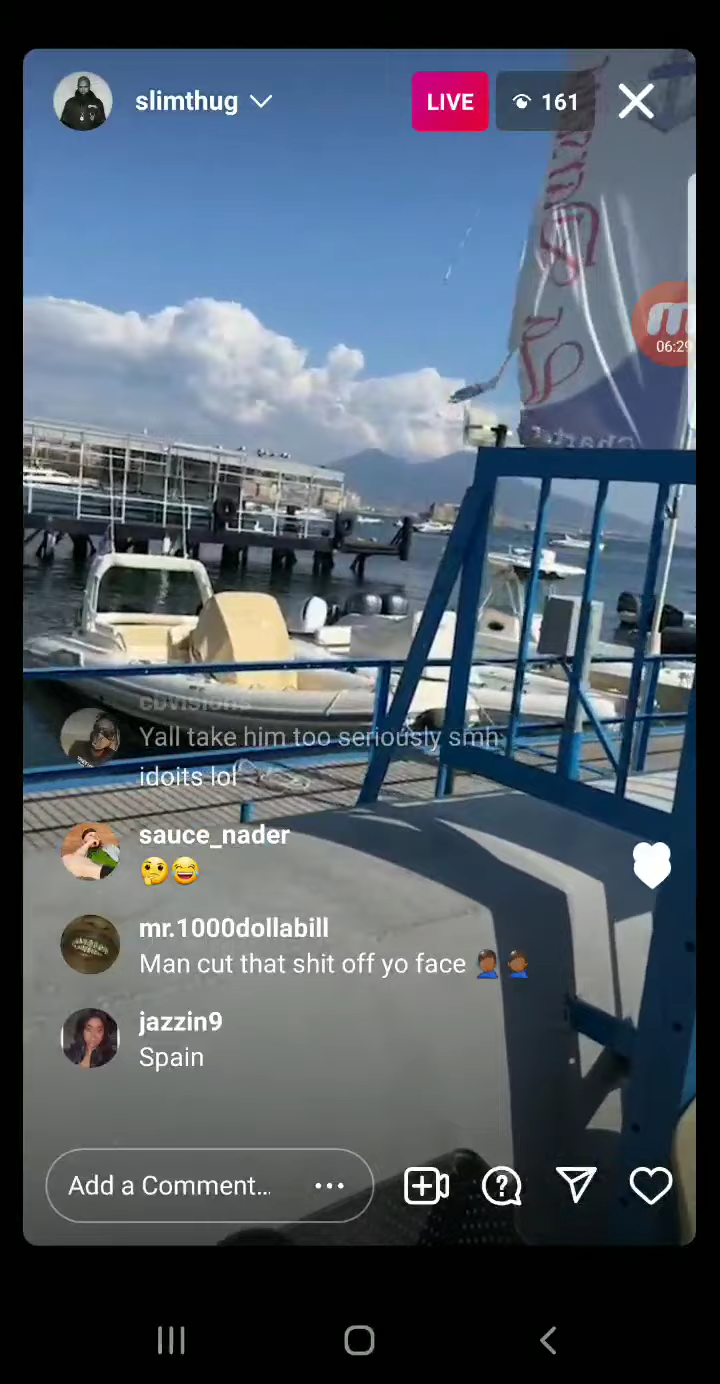 slimthug
LIVE
161
06:29
Yall take him too seriously smh
idoits lol
sauce_nader
🤔😂
mr.1000dollabill
Man cut that shit off yo face 🤦🏾‍♂️🤦🏾‍♂️
jazzin9
Spain
Add a Comment...